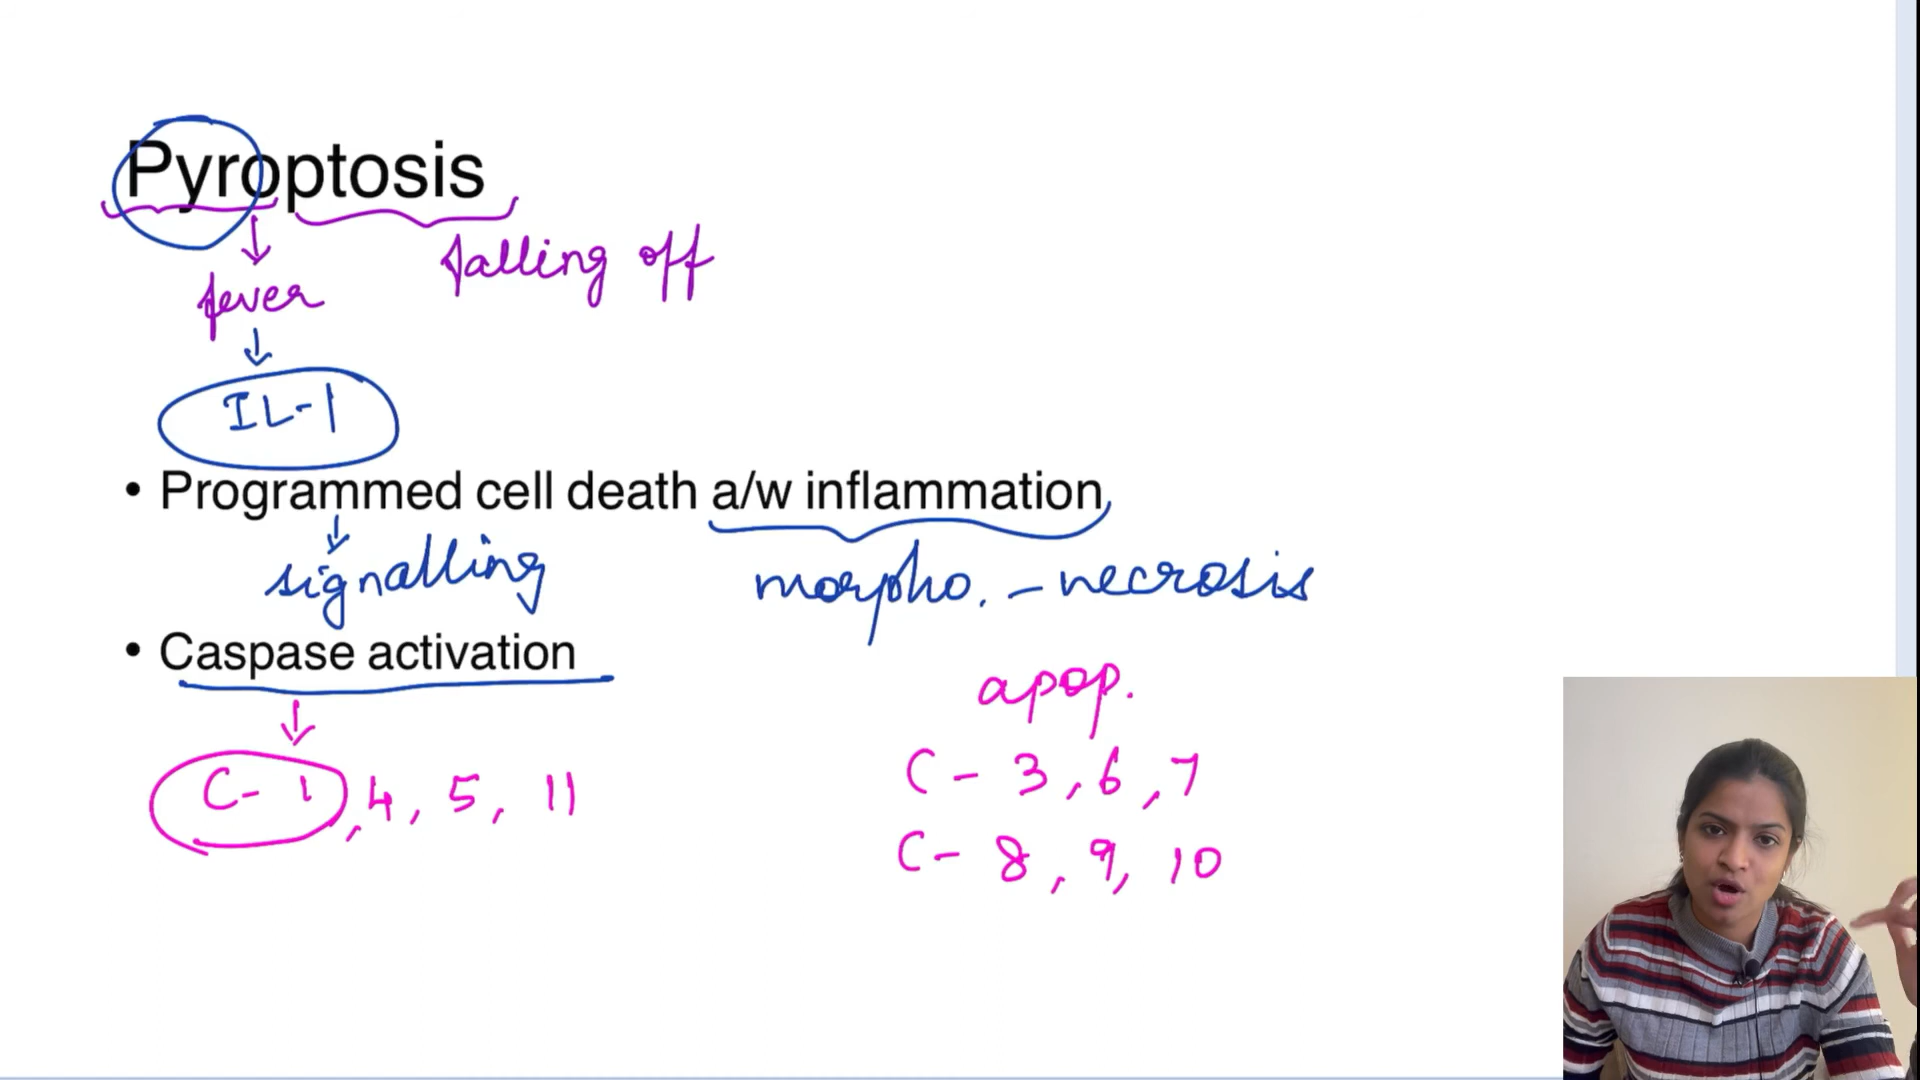 Pyroptosis
falling off
fever
IL-1
• Programmed cell death a/w inflammation
signalling
morpho. - necrosis
• Caspase activation
apop.
C - 3, 6, 7
C- 1, 4, 5, 11
C- 8, 9, 10